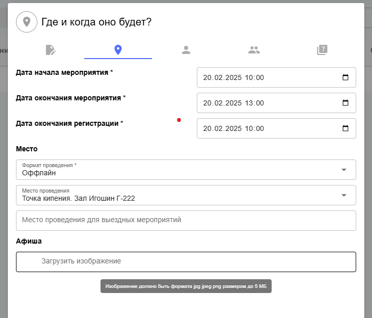 Где и когда оно будет?
Дата начала мероприятия *
20.02.2025 10:00
Дата окончания мероприятия *
20.02.2025 13:00
Дата окончания регистрации *
20.02.2025 10:00
Место
Формат проведения *
Оффлайн
Место проведения
Точка кипения. Зал Игошин Г-222
Место проведения для выездных мероприятий
Афиша
Загрузить изображение
Изображение должно быть формата jpg jpeg png размером до 5 МБ